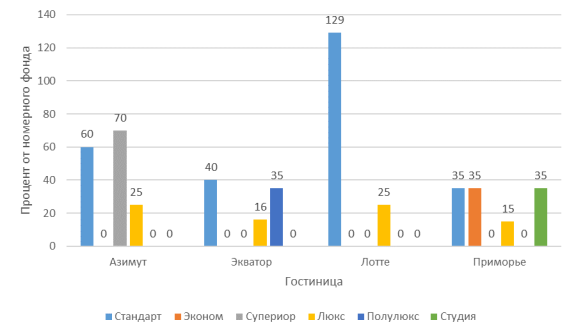 140
120
100
80
60
40
20
0
Процент от номерного фонда
60 0 70 25 0 0
40 0 0 16 35 0
129 0 0 25 0 0
35 35 0 15 0 35
Азимут Экватор Лотте Приморье
Гостиница
Стандарт Эконом Супериор Люкс Полулюкс Студия